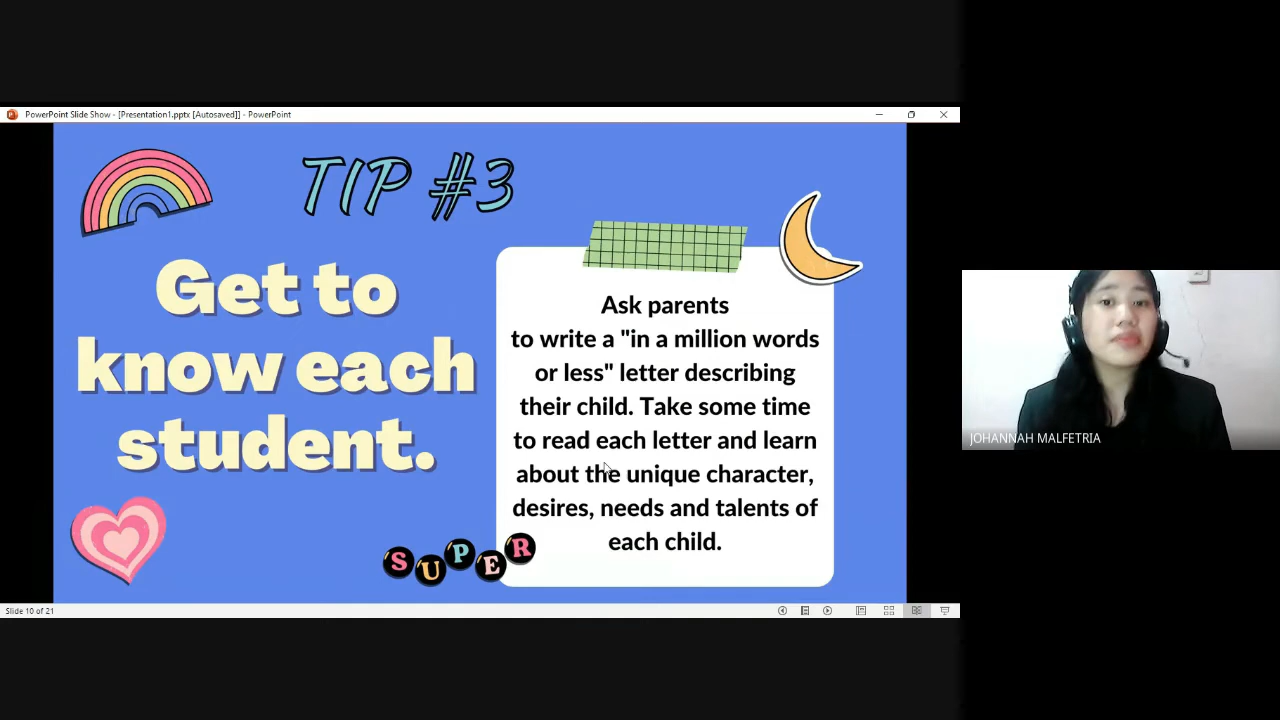 PowerPoint Slide Show - [Presentation1.pptx [Autosaved]] - PowerPoint
TIP #3
Get to
know each
student.
Ask parents
to write a "in a million words
or less" letter describing
their child. Take some time
to read each letter and learn
about the unique character,
desires, needs and talents of
each child.
SUPER
JOHANNAH MALFETRIA
Slide 10 of 21